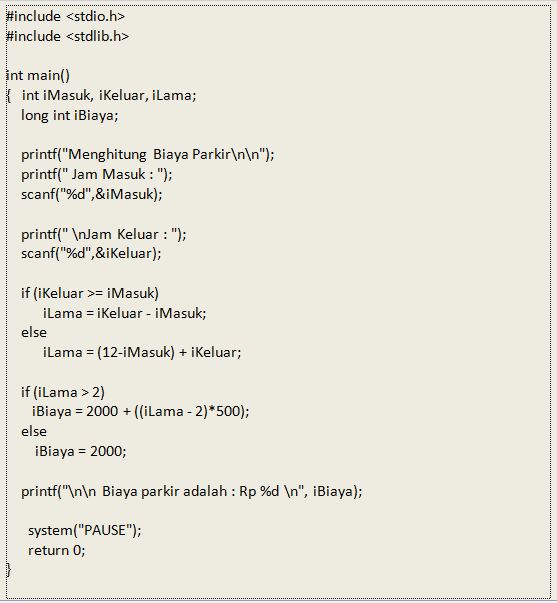 #include <stdio.h>
#include <stdlib.h>
int main()
{ int iMasuk, iKeluar, iLama;
long int iBiaya;
printf("Menghitung Biaya Parkir\n\n");
printf(" Jam Masuk : ");
scanf("%d",&iMasuk);
printf(" \nJam Keluar : ");
scanf("%d",&iKeluar);
if (iKeluar >= iMasuk)
iLama = iKeluar - iMasuk;
else
iLama = (12-iMasuk) + iKeluar;
if (iLama > 2)
iBiaya = 2000 + ((iLama - 2)*500);
else
iBiaya = 2000;
printf("\n\n Biaya parkir adalah : Rp %d \n", iBiaya);
system("PAUSE");
return 0;
}